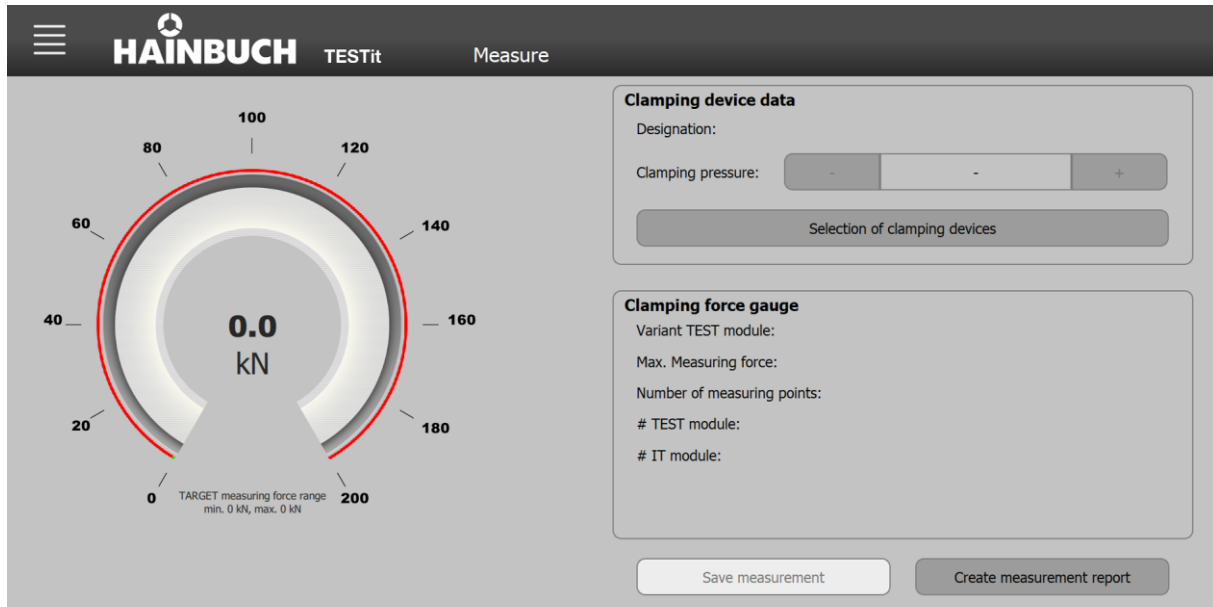 HAINBUCH TESTit Measure
100
80 120
60 140
40 160
0.0
kN
20 180
0 200
TARGET measuring force range
min. 0 kN, max. 0 kN
Clamping device data
Designation:
Clamping pressure: - - +
Selection of clamping devices
Clamping force gauge
Variant TEST module:
Max. Measuring force:
Number of measuring points:
# TEST module:
# IT module:
Save measurement Create measurement report